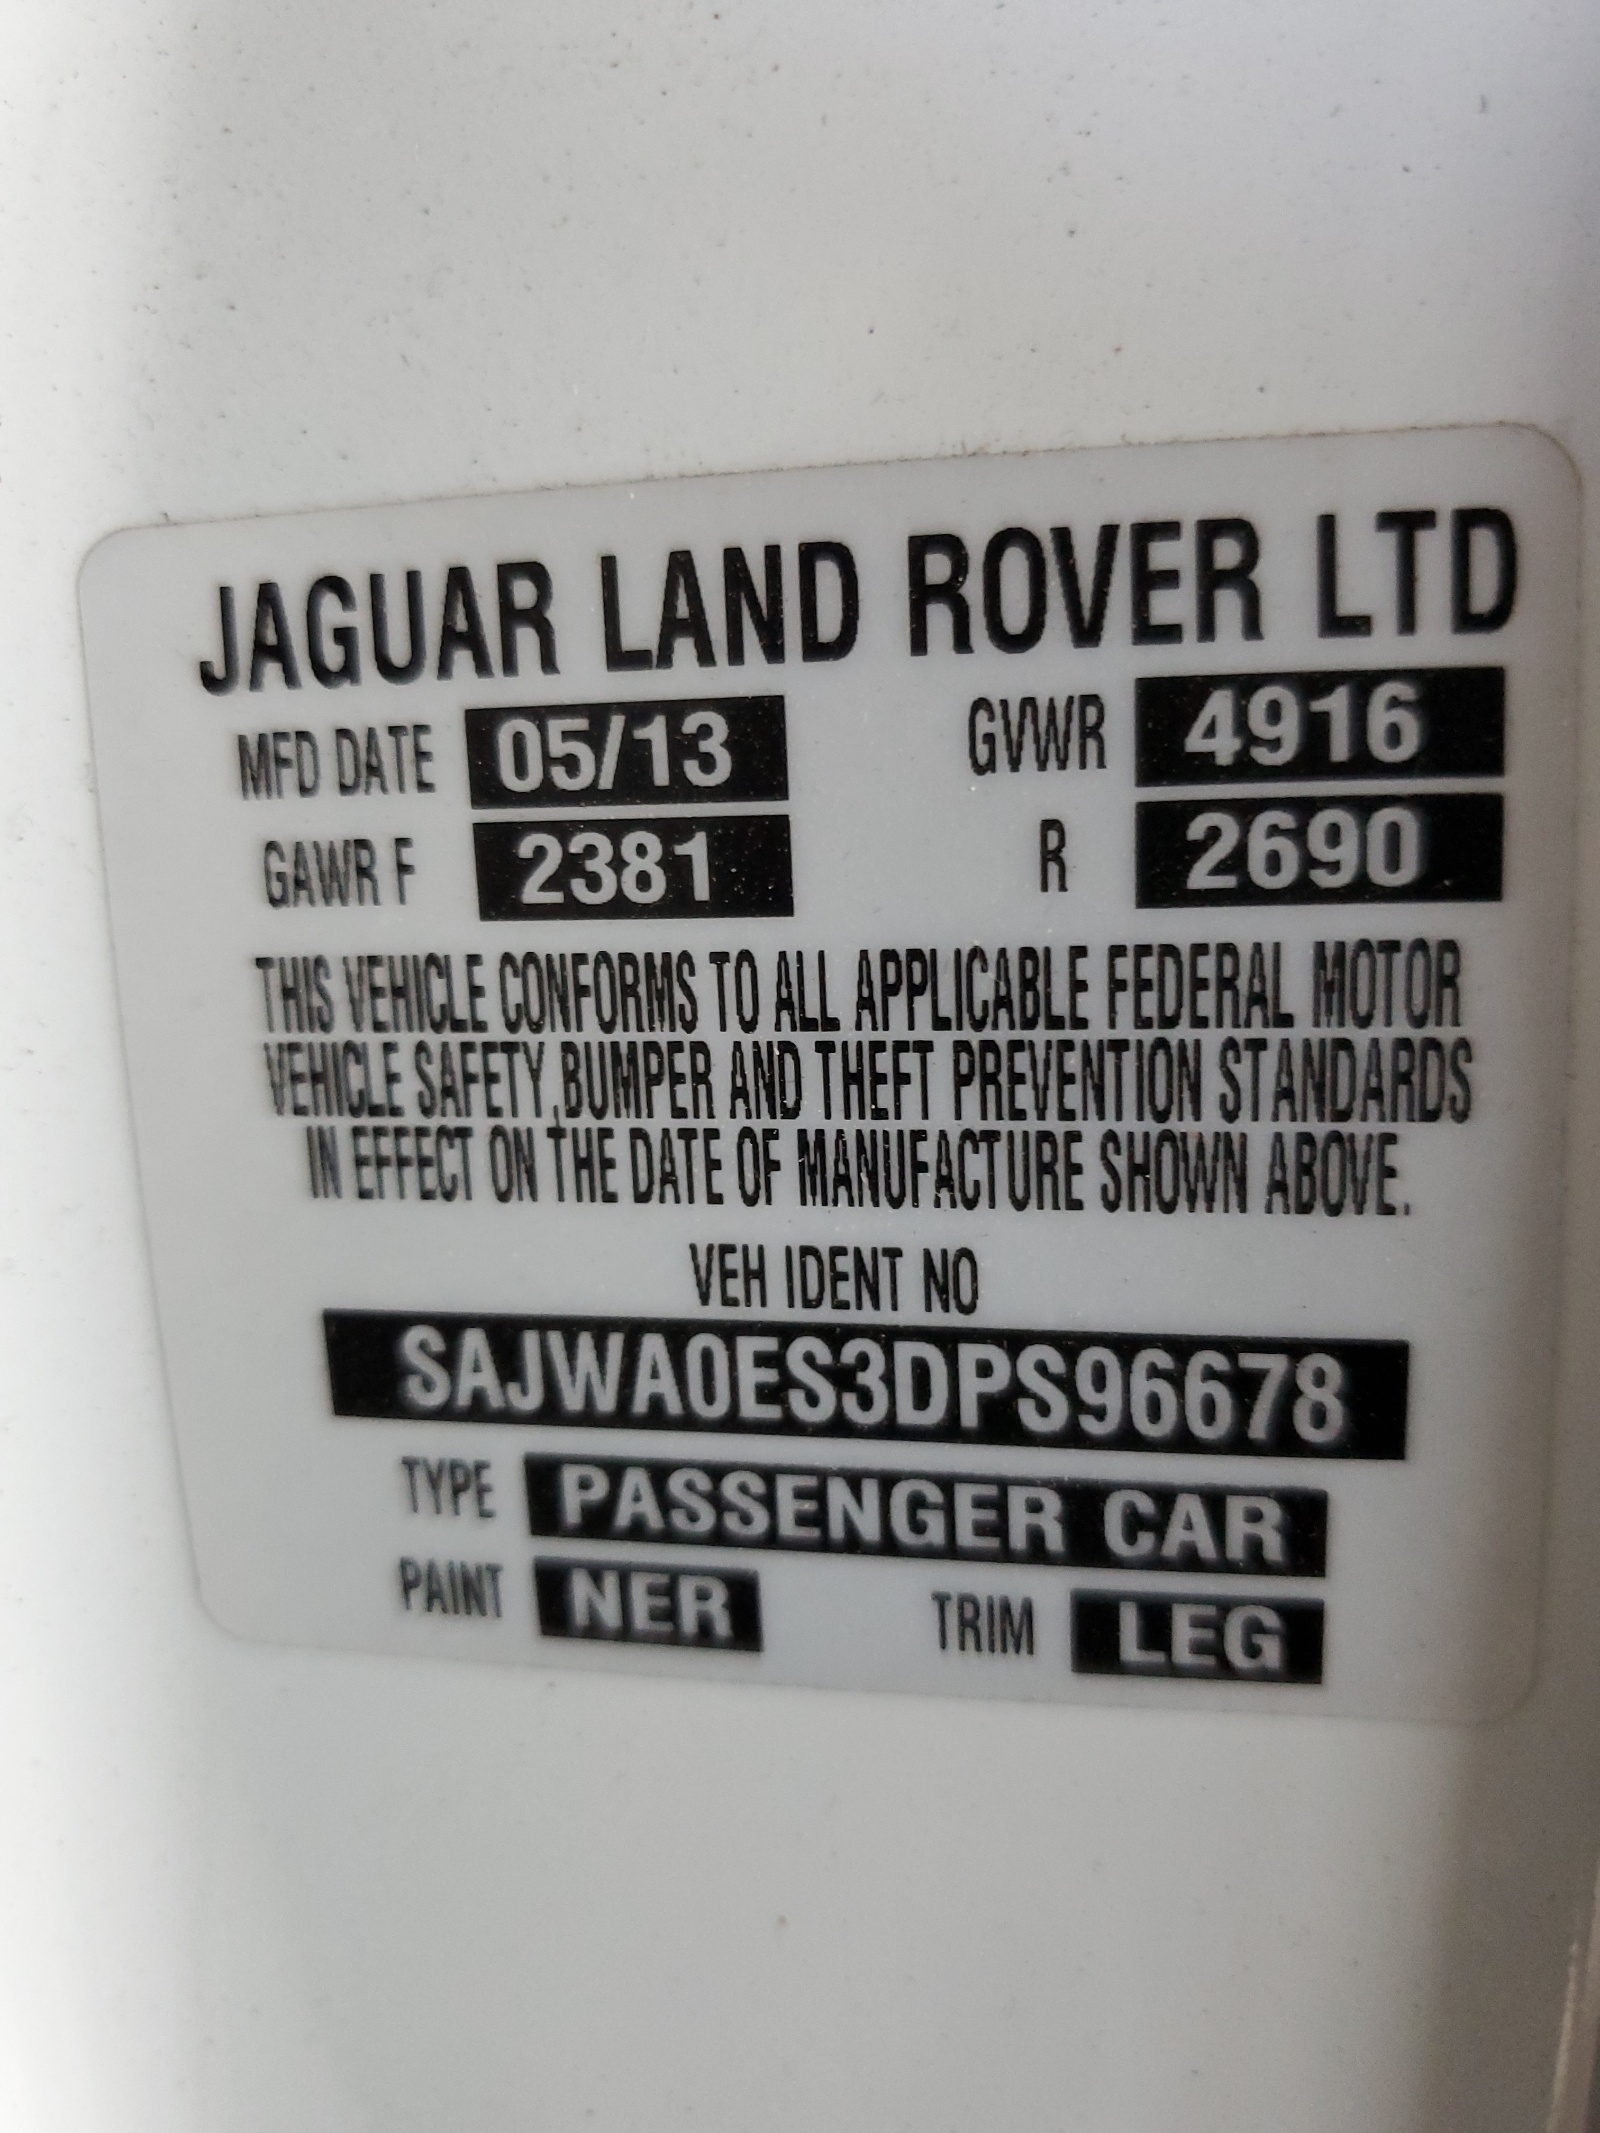 JAGUAR LAND ROVER LTD
MFD DATE 05/13 GVWR 4916
GAWR F 2381 R 2690
THIS VEHICLE CONFORMS TO ALL APPLICABLE FEDERAL MOTOR
VEHICLE SAFETY,BUMPER AND THEFT PREVENTION STANDARDS
IN EFFECT ON THE DATE OF MANUFACTURE SHOWN ABOVE.
VEH IDENT NO
SAJWA0ES3DPS96678
TYPE PASSENGER CAR
PAINT NER TRIM LEG